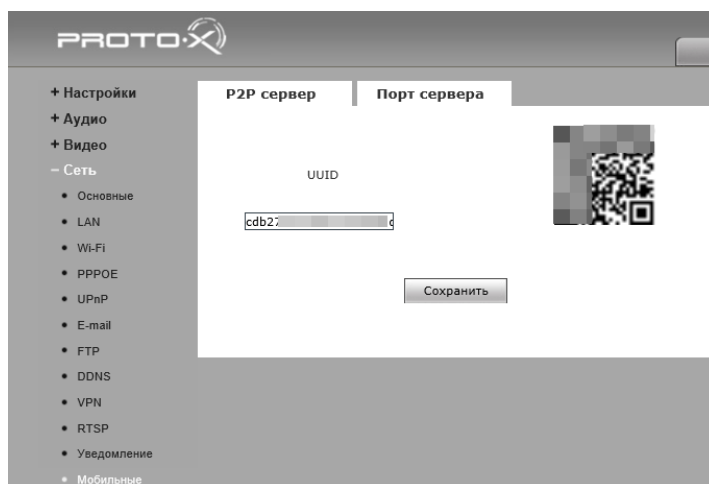 PROTO·X
+ Настройки
+ Аудио
+ Видео
– Сеть
• Основные
• LAN
• Wi-Fi
• PPPOE
• UPnP
• E-mail
• FTP
• DDNS
• VPN
• RTSP
• Уведомление
• Мобильные
P2P сервер
Порт сервера
UUID
cdb27
Сохранить